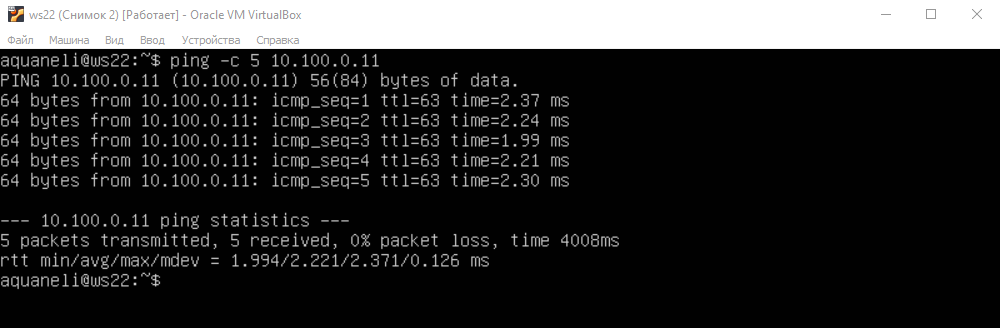 ws22 (Снимок 2) [Работает] - Oracle VM VirtualBox
Файл Машина Вид Ввод Устройства Справка
aquaneli@ws22:~$ ping -c 5 10.100.0.11
PING 10.100.0.11 (10.100.0.11) 56(84) bytes of data.
64 bytes from 10.100.0.11: icmp_seq=1 ttl=63 time=2.37 ms
64 bytes from 10.100.0.11: icmp_seq=2 ttl=63 time=2.24 ms
64 bytes from 10.100.0.11: icmp_seq=3 ttl=63 time=1.99 ms
64 bytes from 10.100.0.11: icmp_seq=4 ttl=63 time=2.21 ms
64 bytes from 10.100.0.11: icmp_seq=5 ttl=63 time=2.30 ms
--- 10.100.0.11 ping statistics ---
5 packets transmitted, 5 received, 0% packet loss, time 4008ms
rtt min/avg/max/mdev = 1.994/2.221/2.371/0.126 ms
aquaneli@ws22:~$